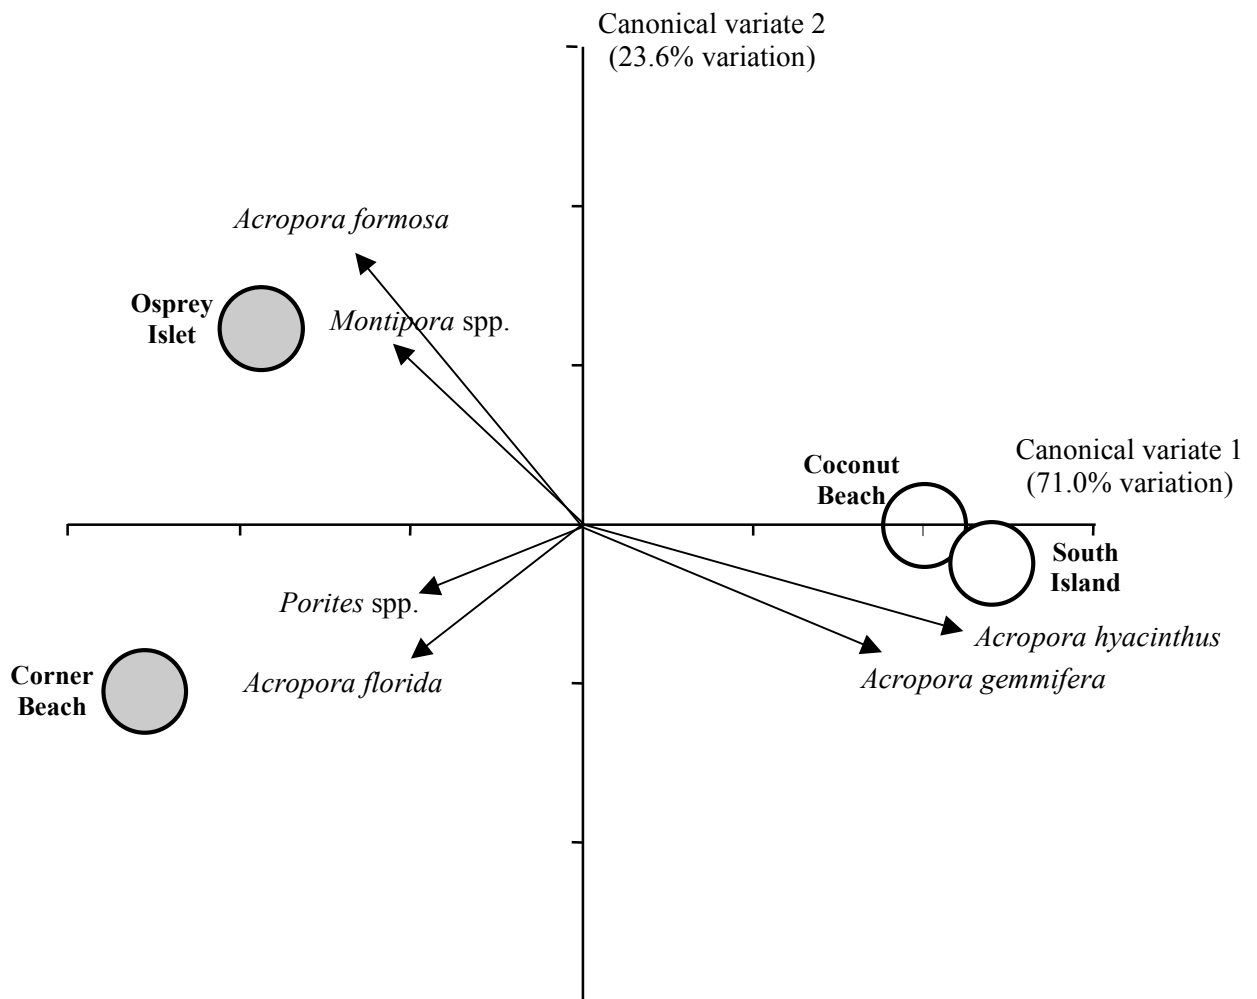 Canonical variate 2
(23.6% variation)
Acropora formosa
Osprey
Islet
Montipora spp.
Canonical variate 1
(71.0% variation)
Coconut
Beach
South
Island
Porites spp.
Acropora hyacinthus
Corner
Beach
Acropora florida
Acropora gemmifera